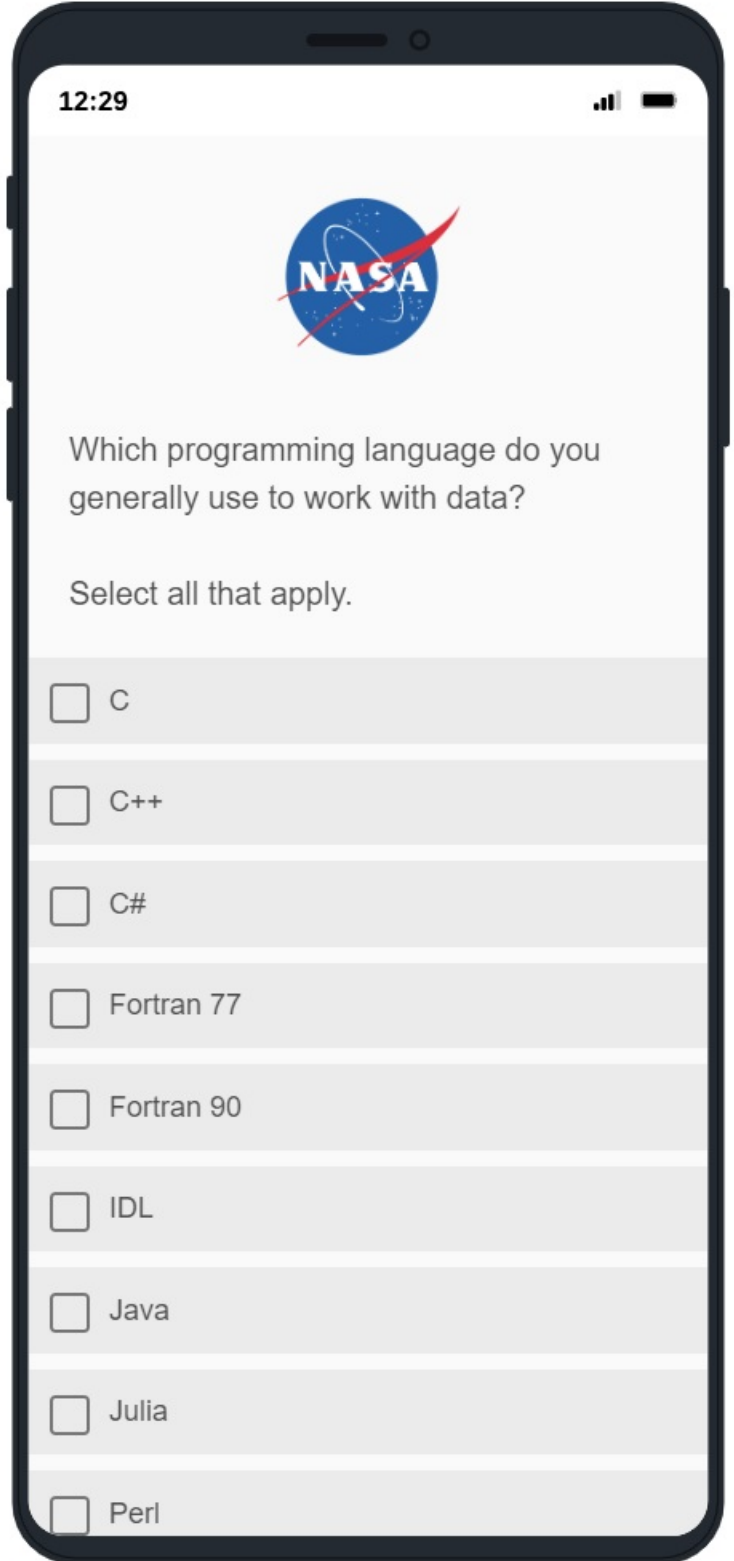 12:29
NASA
Which programming language do you
generally use to work with data?
Select all that apply.
C
C++
C#
Fortran 77
Fortran 90
IDL
Java
Julia
Perl